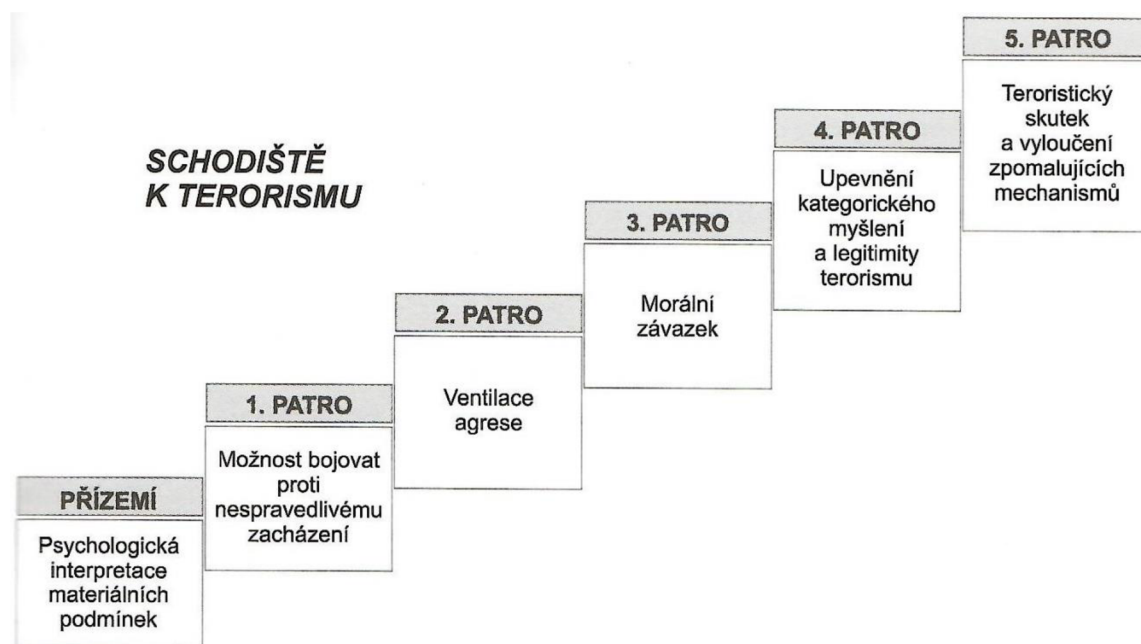 SCHODIŠTĚ
K TERORISMU
PŘÍZEMÍ
Psychologická
interpretace
materiálních
podmínek
1. PATRO
Možnost bojovat
proti
nespravedlivému
zacházení
2. PATRO
Ventilace
agrese
3. PATRO
Morální
závazek
4. PATRO
Upevnění
kategorického
myšlení
a legitimity
terorismu
5. PATRO
Teroristický
skutek
a vyloučení
zpomalujících
mechanismů